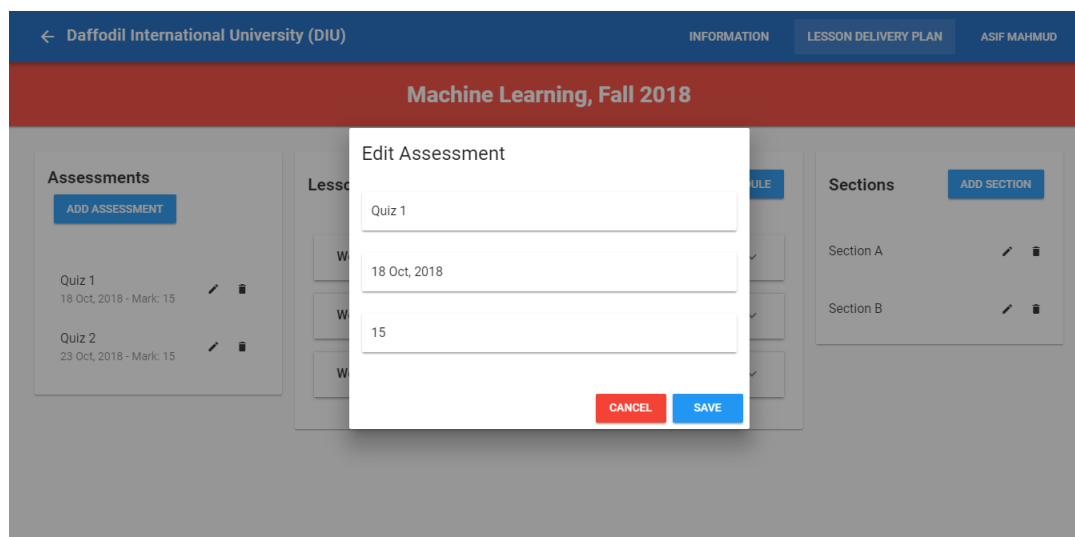 Daffodil International University (DIU)
INFORMATION
LESSON DELIVERY PLAN
ASIF MAHMUD
Machine Learning, Fall 2018
Assessments
ADD ASSESSMENT
Quiz 1
18 Oct, 2018 - Mark: 15
Quiz 2
23 Oct, 2018 - Mark: 15
Edit Assessment
Quiz 1
18 Oct, 2018
15
CANCEL
SAVE
Sections
ADD SECTION
Section A
Section B